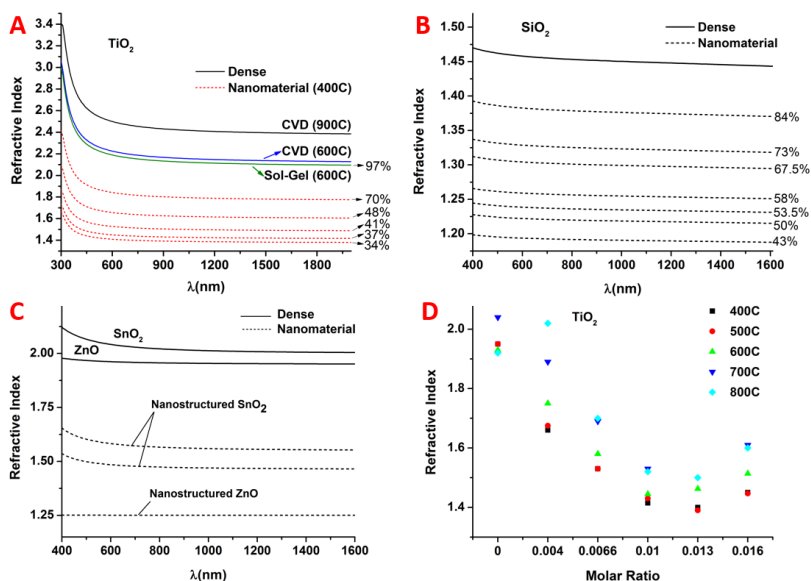 A
TiO2
Dense
Nanomaterial (400C)
CVD (900C)
CVD (600C)
Sol-Gel (600C)
97%
70%
48%
41%
37%
34%
3.4
3.2
3.0
2.8
2.6
2.4
2.2
2.0
1.8
1.6
1.4
300
600
900
1200
1500
1800
Refractive Index
λ(nm)
B
SiO2
Dense
Nanomaterial
84%
73%
67.5%
58%
53.5%
50%
43%
1.50
1.45
1.40
1.35
1.30
1.25
1.20
400
600
800
1000
1200
1400
1600
Refractive Index
λ(nm)
C
Dense
Nanomaterial
SnO2
ZnO
Nanostructured SnO2
Nanostructured ZnO
2.00
1.75
1.50
1.25
400
600
800
1000
1200
1400
1600
Refractive Index
λ(nm)
D
TiO2
400C
500C
600C
700C
800C
2.0
1.9
1.8
1.7
1.6
1.5
1.4
0
0.004
0.0066
0.01
0.013
0.016
Refractive Index
Molar Ratio